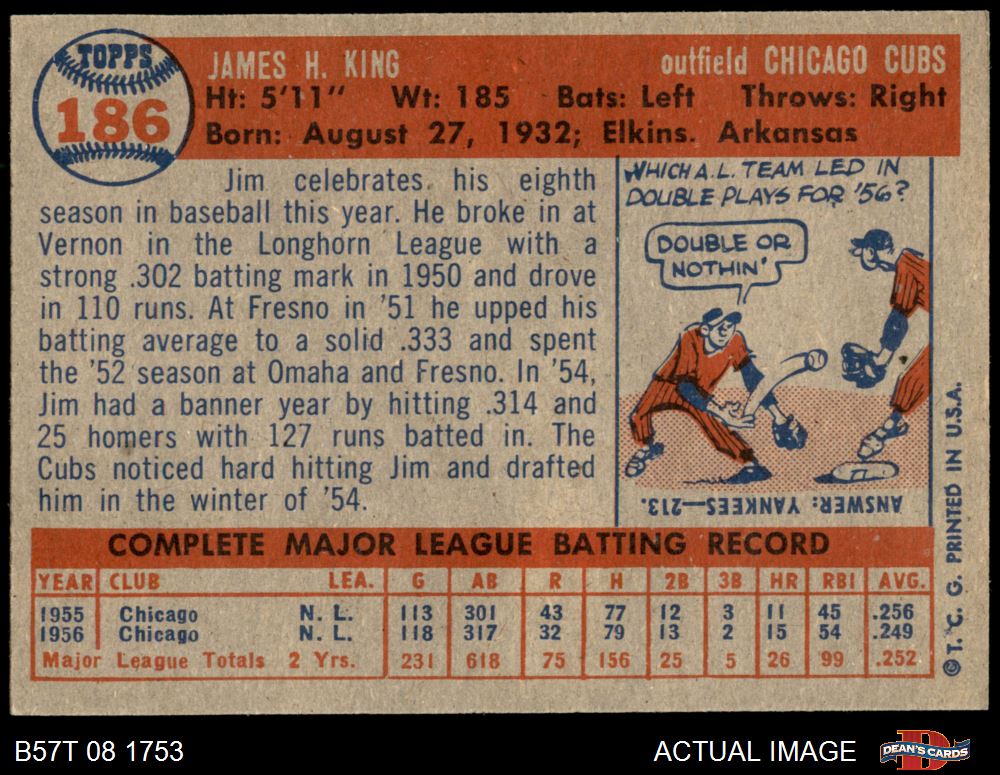 TOPPS
186
JAMES H. KING
outfield CHICAGO CUBS
Ht: 5'11" Wt: 185 Bats: Left Throws: Right
Born: August 27, 1932; Elkins. Arkansas
Jim celebrates his eighth
season in baseball this year. He broke in at
Vernon in the Longhorn League with a
strong .302 batting mark in 1950 and drove
in 110 runs. At Fresno in '51 he upped his
batting average to a solid .333 and spent
the '52 season at Omaha and Fresno. In '54,
Jim had a banner year by hitting .314 and
25 homers with 127 runs batted in. The
Cubs noticed hard hitting Jim and drafted
him in the winter of '54.
WHICH A.L. TEAM LED IN
DOUBLE PLAYS FOR '56?
DOUBLE OR
NOTHIN'
ANSWER: YANKEES—213.
COMPLETE MAJOR LEAGUE BATTING RECORD
YEAR CLUB LEA. G AB R H 2B 3B HR RBI AVG.
1955 Chicago N. L. 113 301 43 77 12 3 11 45 .256
1956 Chicago N. L. 118 317 32 79 13 2 15 54 .249
Major League Totals 2 Yrs. 231 618 75 156 25 5 26 99 .252
© T. C. G. PRINTED IN U.S.A.
B57T 08 1753
ACTUAL IMAGE
DEAN'S CARDS